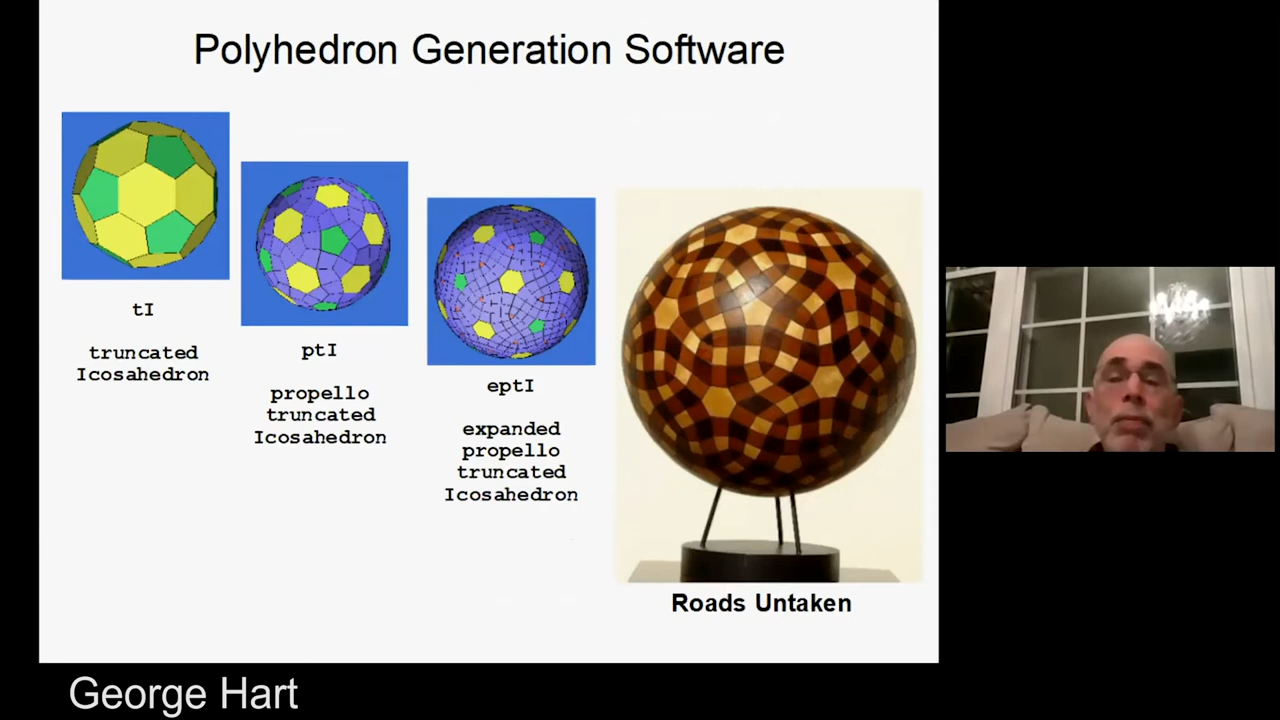 Polyhedron Generation Software
tI
truncated
Icosahedron
ptI
propello
truncated
Icosahedron
eptI
expanded
propello
truncated
Icosahedron
Roads Untaken
George Hart